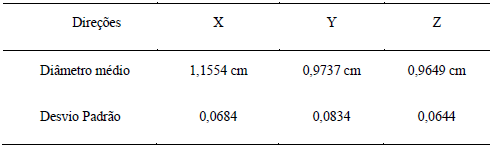 Direções X Y Z
Diâmetro médio 1,1554 cm 0,9737 cm 0,9649 cm
Desvio Padrão 0,0684 0,0834 0,0644